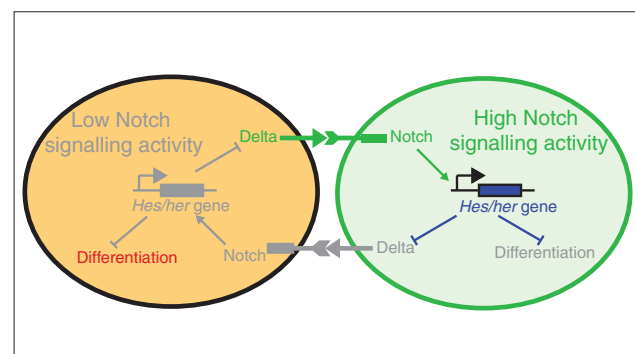 Low Notch
signalling activity
Delta
Hes/her gene
Differentiation
Notch
High Notch
signalling activity
Notch
Hes/her gene
Delta
Differentiation